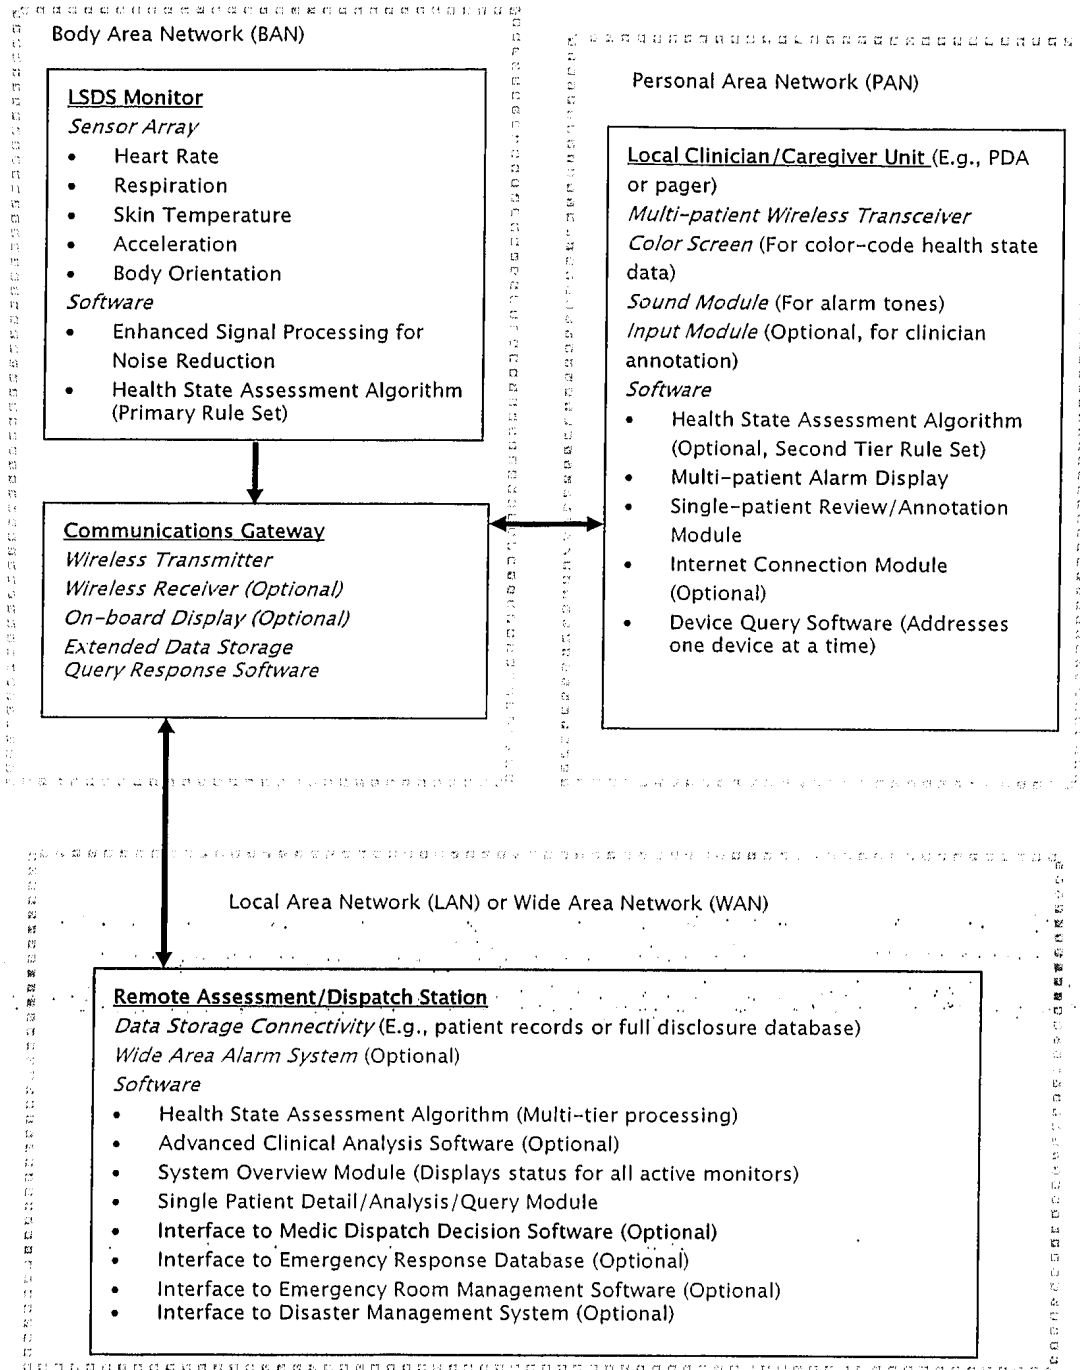 Body Area Network (BAN)
LSDS Monitor
Sensor Array
• Heart Rate
• Respiration
• Skin Temperature
• Acceleration
• Body Orientation
Software
• Enhanced Signal Processing for
Noise Reduction
• Health State Assessment Algorithm
(Primary Rule Set)
Communications Gateway
Wireless Transmitter
Wireless Receiver (Optional)
On-board Display (Optional)
Extended Data Storage
Query Response Software
Personal Area Network (PAN)
Local Clinician/Caregiver Unit (E.g., PDA
or pager)
Multi-patient Wireless Transceiver
Color Screen (For color-code health state
data)
Sound Module (For alarm tones)
Input Module (Optional, for clinician
annotation)
Software
• Health State Assessment Algorithm
(Optional, Second Tier Rule Set)
• Multi-patient Alarm Display
• Single-patient Review/Annotation
Module
• Internet Connection Module
(Optional)
• Device Query Software (Addresses
one device at a time)
Local Area Network (LAN) or Wide Area Network (WAN)
Remote Assessment/Dispatch Station
Data Storage Connectivity (E.g., patient records or full disclosure database)
Wide Area Alarm System (Optional)
Software
• Health State Assessment Algorithm (Multi-tier processing)
• Advanced Clinical Analysis Software (Optional)
• System Overview Module (Displays status for all active monitors)
• Single Patient Detail/Analysis/Query Module
• Interface to Medic Dispatch Decision Software (Optional)
• Interface to Emergency Response Database (Optional)
• Interface to Emergency Room Management Software (Optional)
• Interface to Disaster Management System (Optional)